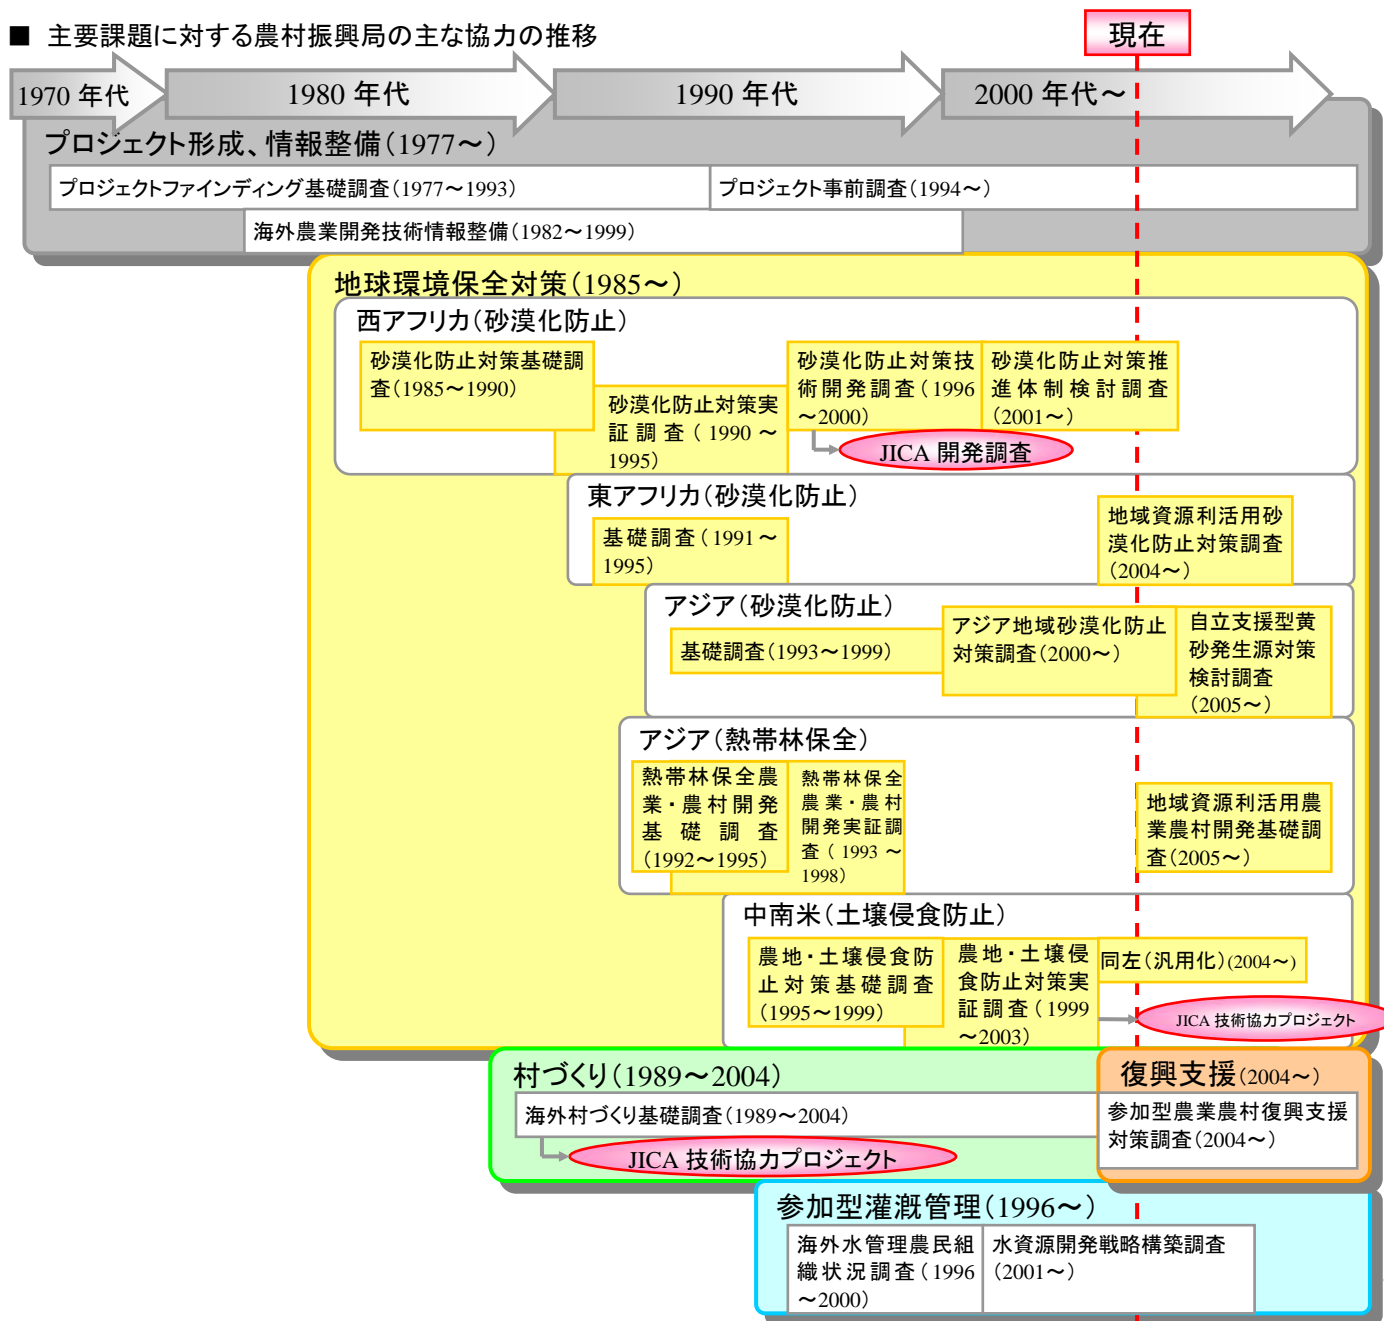 ■ 主要課題に対する農村振興局の主な協力の推移
現在
1970 年代
1980 年代
1990 年代
2000 年代～
プロジェクト形成、情報整備（1977～）
プロジェクトファインディング基礎調査（1977～1993）
プロジェクト事前調査（1994～）
海外農業開発技術情報整備（1982～1999）
地球環境保全対策（1985～）
西アフリカ（砂漠化防止）
砂漠化防止対策基礎調
査（1985～1990）
砂漠化防止対策実
証調査（1990～
1995）
砂漠化防止対策技
術開発調査（1996
～2000）
砂漠化防止対策推
進体制検討調査
（2001～）
JICA 開発調査
東アフリカ（砂漠化防止）
基礎調査（1991～
1995）
地域資源利活用砂
漠化防止対策調査
（2004～）
アジア（砂漠化防止）
基礎調査（1993～1999）
アジア地域砂漠化防止
対策調査（2000～）
自立支援型黄
砂発生源対策
検討調査
（2005～）
アジア（熱帯林保全）
熱帯林保全農
業・農村開発
基礎調査
（1992～1995）
熱帯林保全
農業・農村
開発実証調
査（1993～
1998）
地域資源利活用農
業農村開発基礎調
査（2005～）
中南米（土壌侵食防止）
農地・土壌侵食防
止対策基礎調査
（1995～1999）
農地・土壌侵
食防止対策実
証調査（1999
～2003）
同左（汎用化）(2004～)
JICA 技術協力プロジェクト
村づくり（1989～2004）
海外村づくり基礎調査（1989～2004）
JICA 技術協力プロジェクト
復興支援（2004～）
参加型農業農村復興支援
対策調査（2004～）
参加型灌漑管理（1996～）
海外水管理農民組
織状況調査（1996
～2000）
水資源開発戦略構築調査
（2001～）